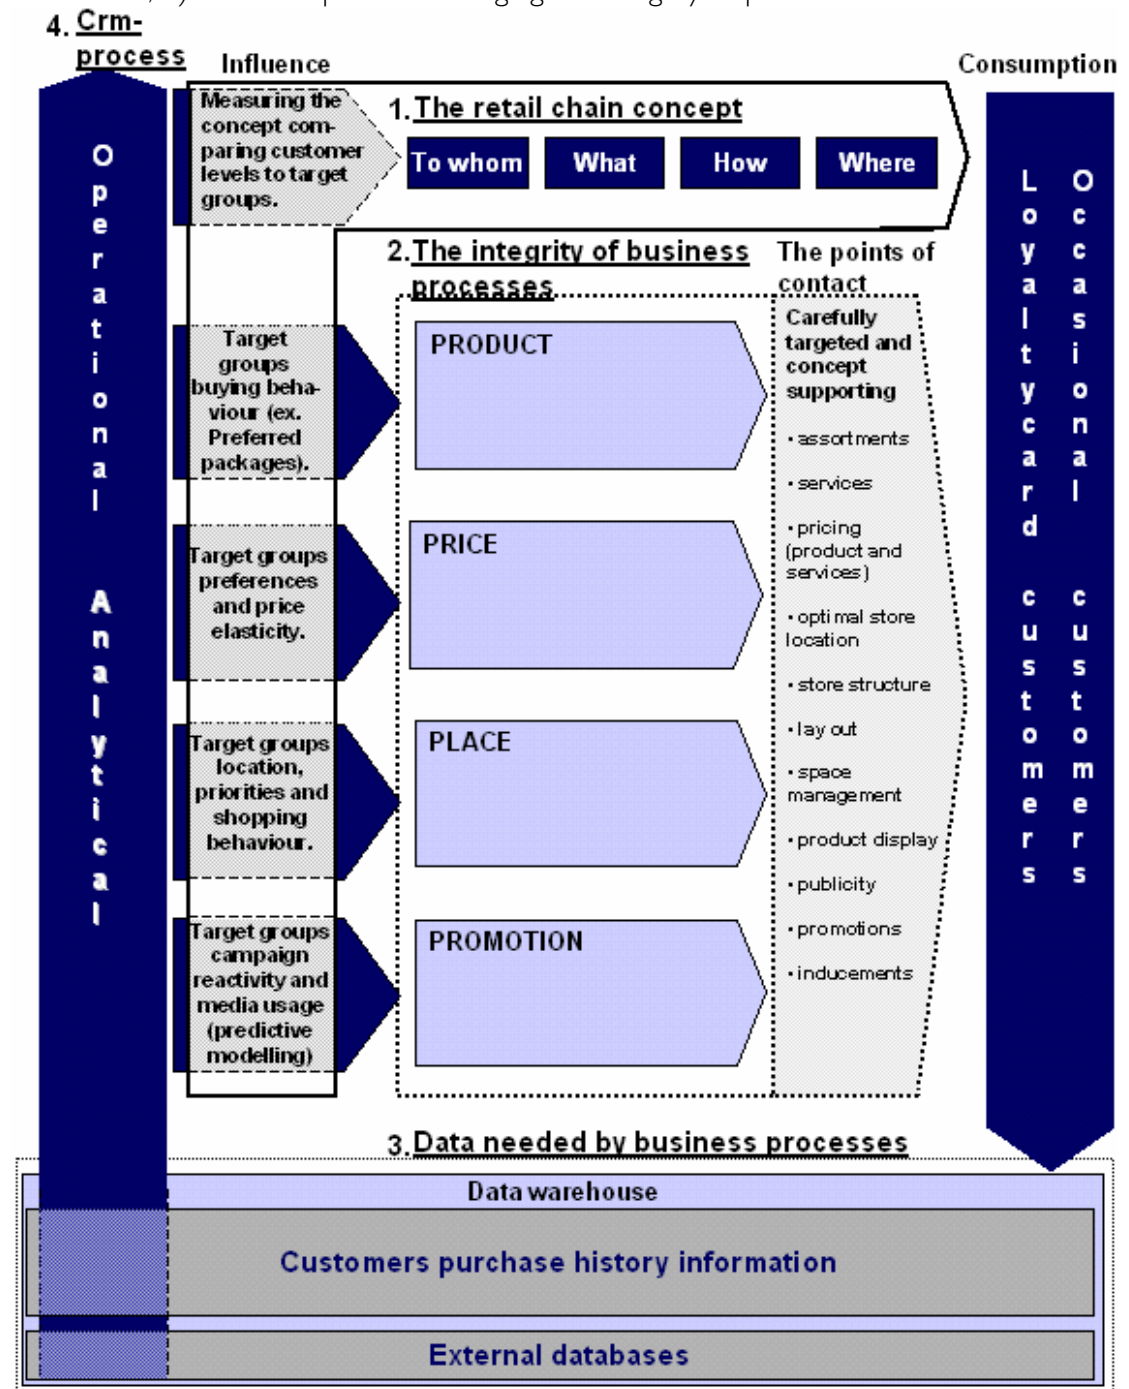 4. Crm-
process
Influence
Consumption
Operational Analytical
Measuring the
concept com-
paring customer
levels to target
groups.
1. The retail chain concept
To whom
What
How
Where
Loyaltycard customers
Occasional customers
2. The integrity of business
processes
The points of
contact
Target
groups
buying beha-
viour (ex.
Preferred
packages).
PRODUCT
Carefully
targeted and
concept
supporting
• assortments
• services
• pricing
(product and
services)
• optimal store
location
• store structure
• lay out
• space
management
• product display
• publicity
• promotions
• inducements
Target groups
preferences
and price
elasticity.
PRICE
Target groups
location,
priorities and
shopping
behaviour.
PLACE
Target groups
campaign
reactivity and
media usage
(predictive
modelling)
PROMOTION
3. Data needed by business processes
Data warehouse
Customers purchase history information
External databases